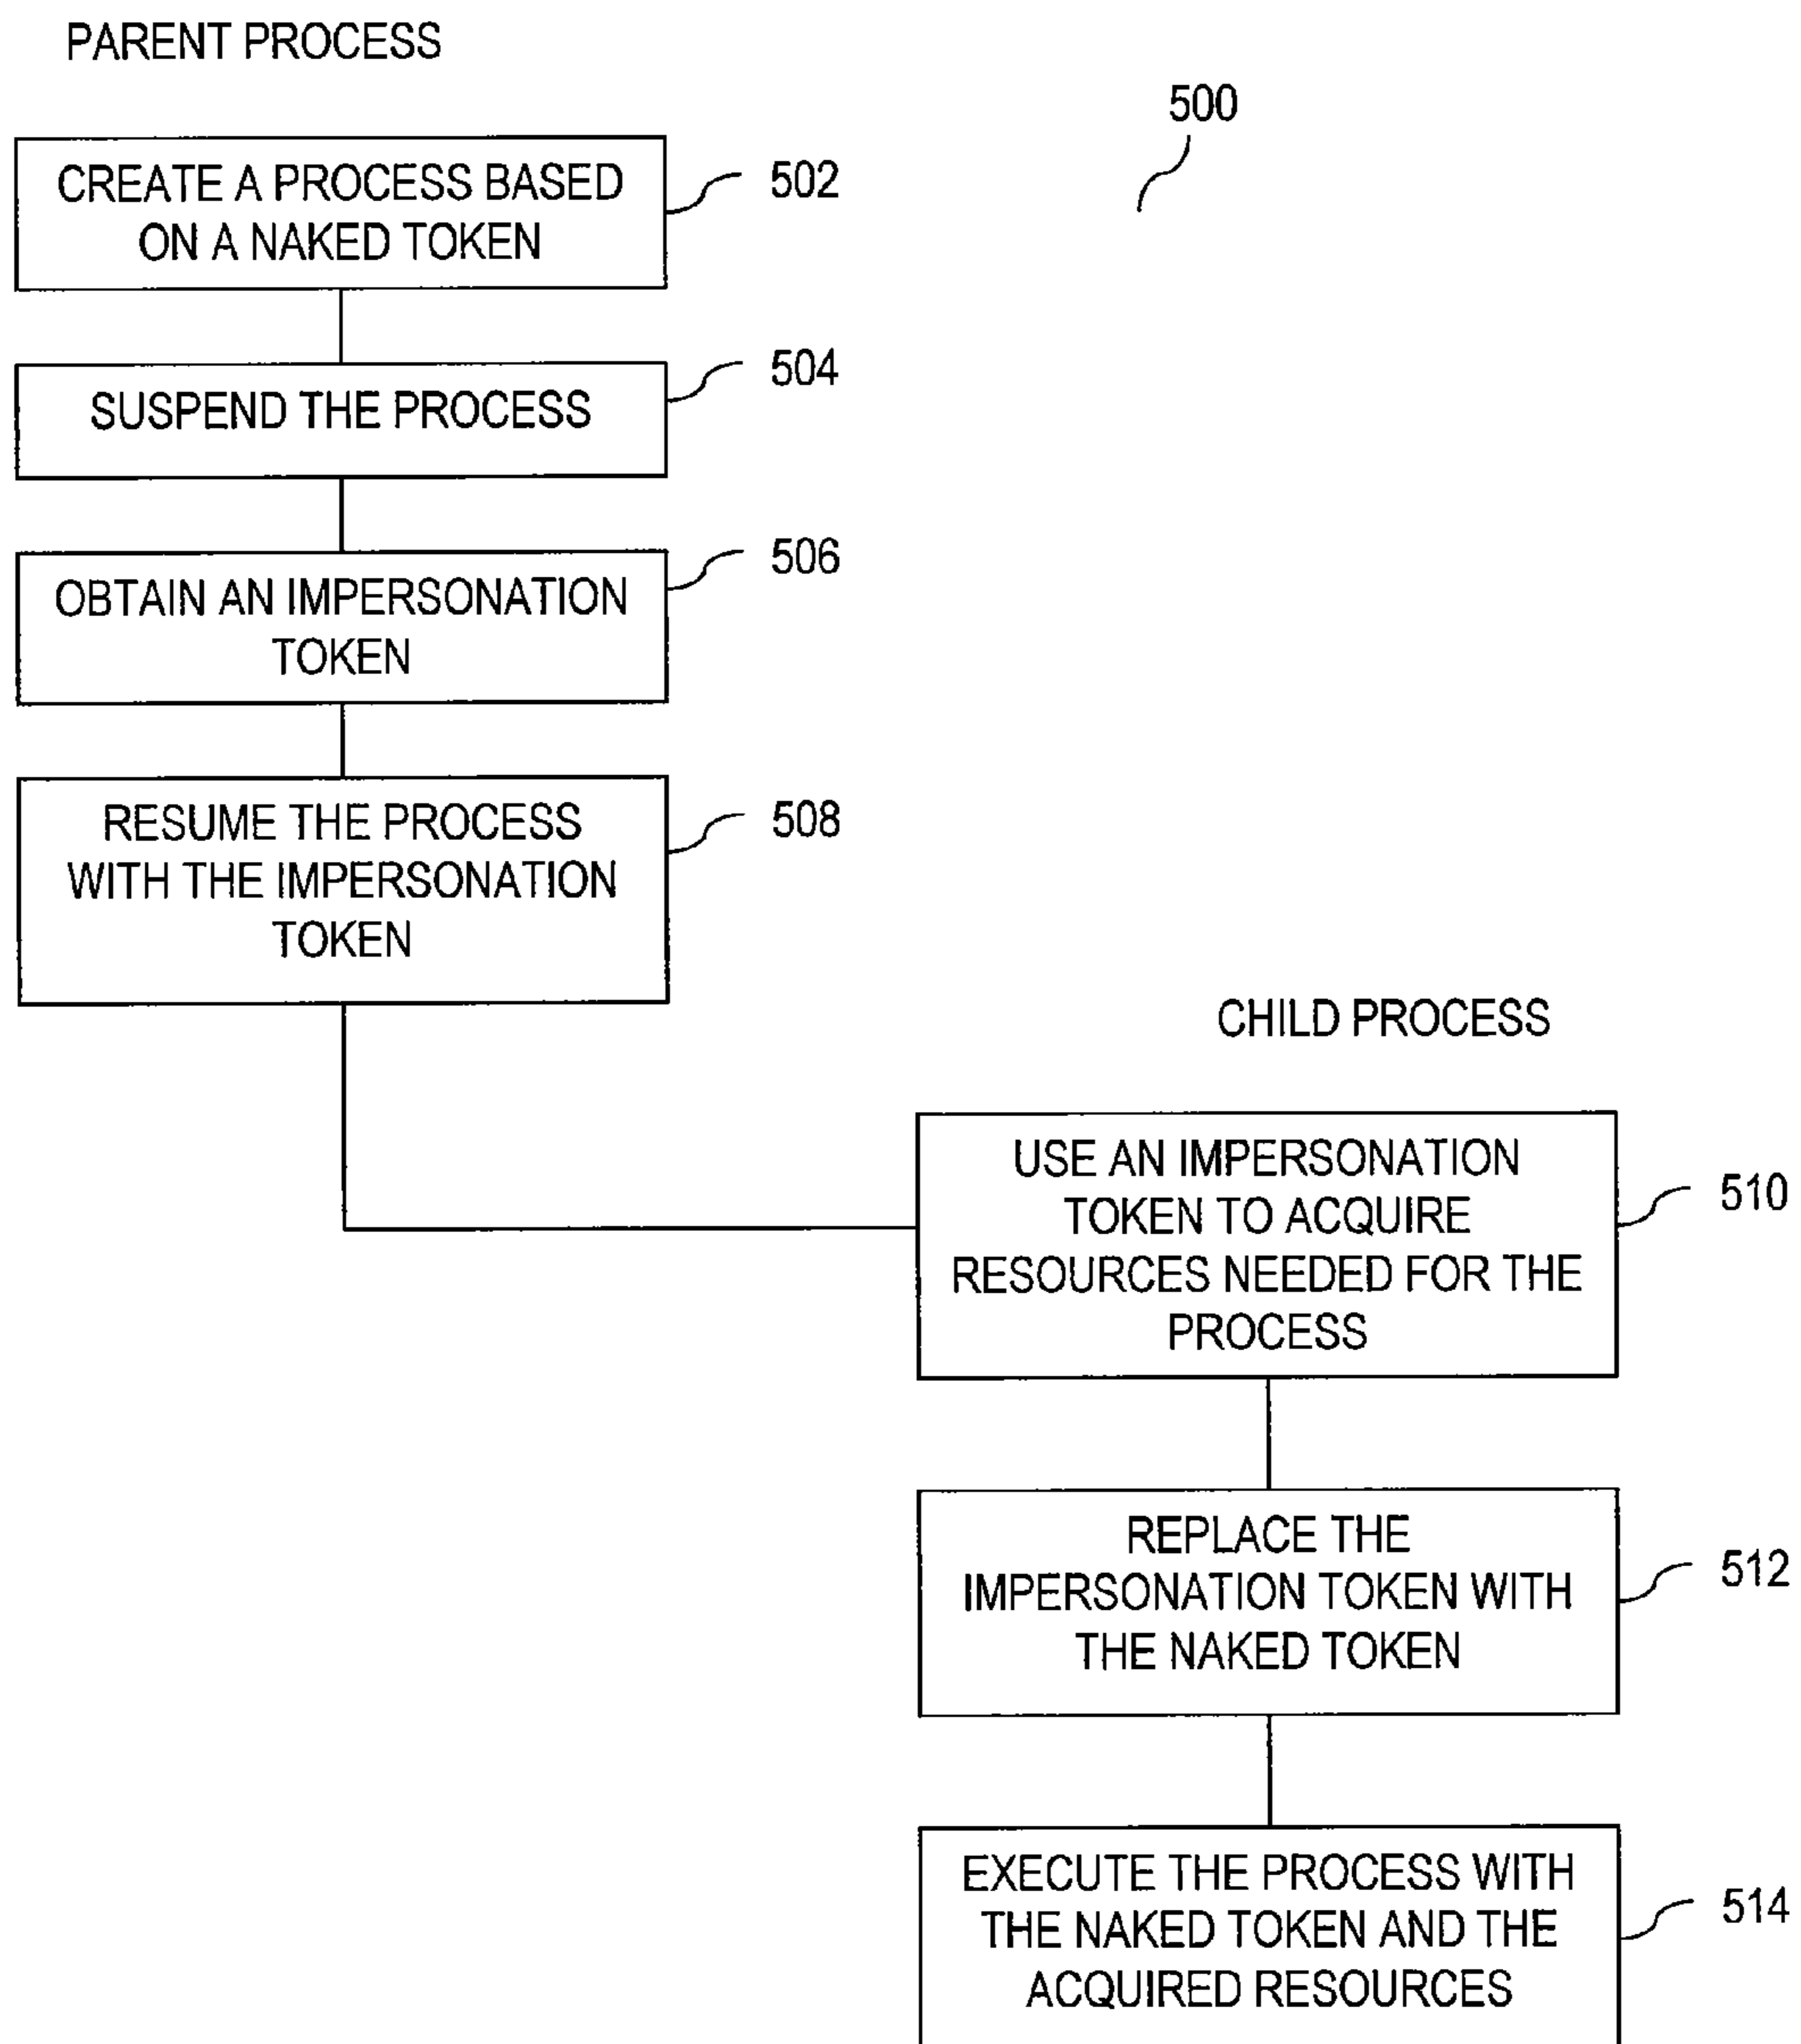 PARENT PROCESS
500
CREATE A PROCESS BASED
ON A NAKED TOKEN
502
SUSPEND THE PROCESS
504
OBTAIN AN IMPERSONATION
TOKEN
506
RESUME THE PROCESS
WITH THE IMPERSONATION
TOKEN
508
CHILD PROCESS
USE AN IMPERSONATION
TOKEN TO ACQUIRE
RESOURCES NEEDED FOR THE
PROCESS
510
REPLACE THE
IMPERSONATION TOKEN WITH
THE NAKED TOKEN
512
EXECUTE THE PROCESS WITH
THE NAKED TOKEN AND THE
ACQUIRED RESOURCES
514